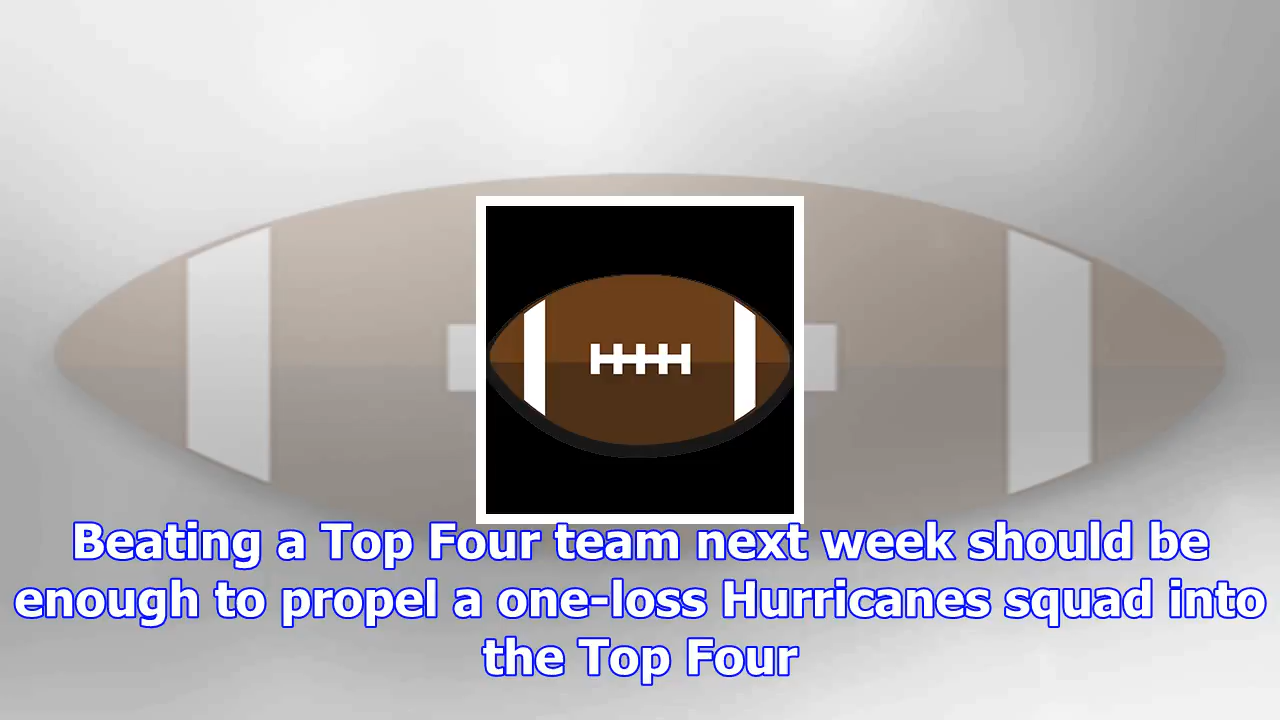 Beating a Top Four team next week should be
enough to propel a one-loss Hurricanes squad into
the Top Four